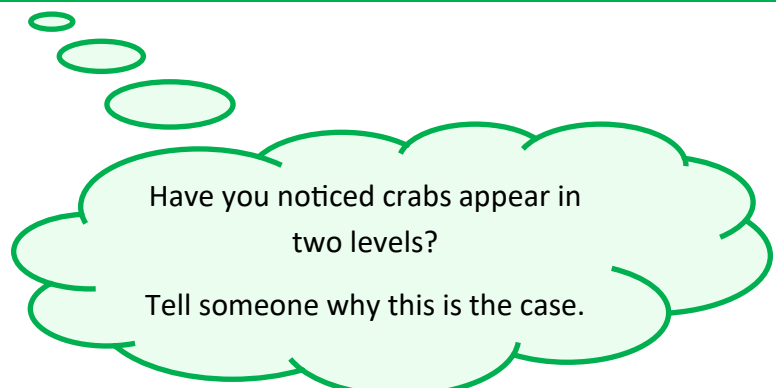 Have you noticed crabs appear in
two levels?
Tell someone why this is the case.